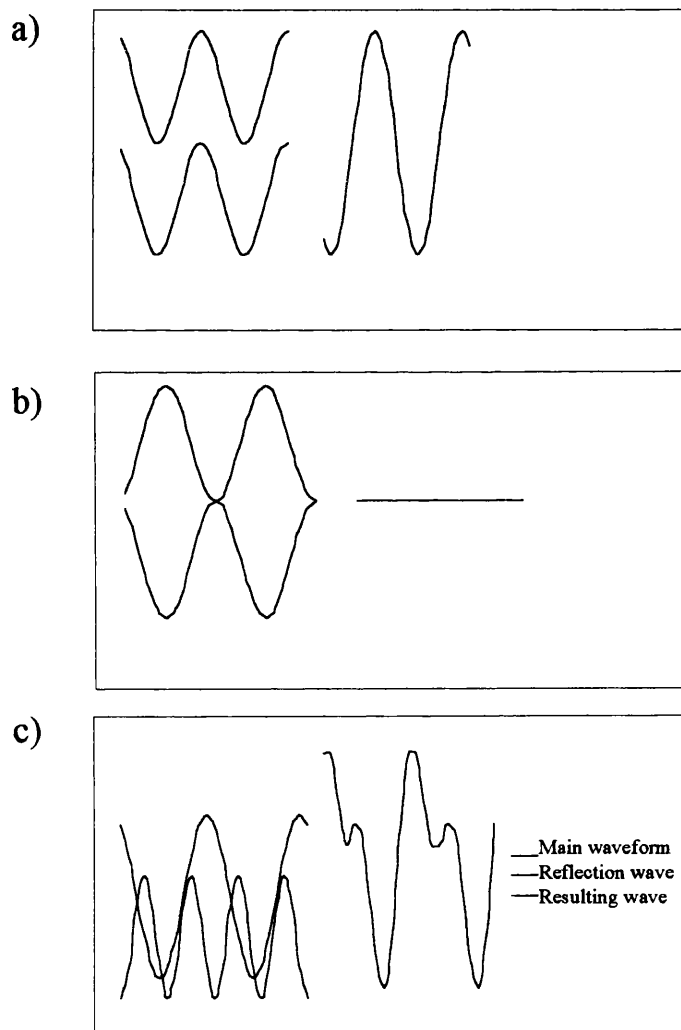 a)
b)
c)
Main waveform
Reflection wave
Resulting wave